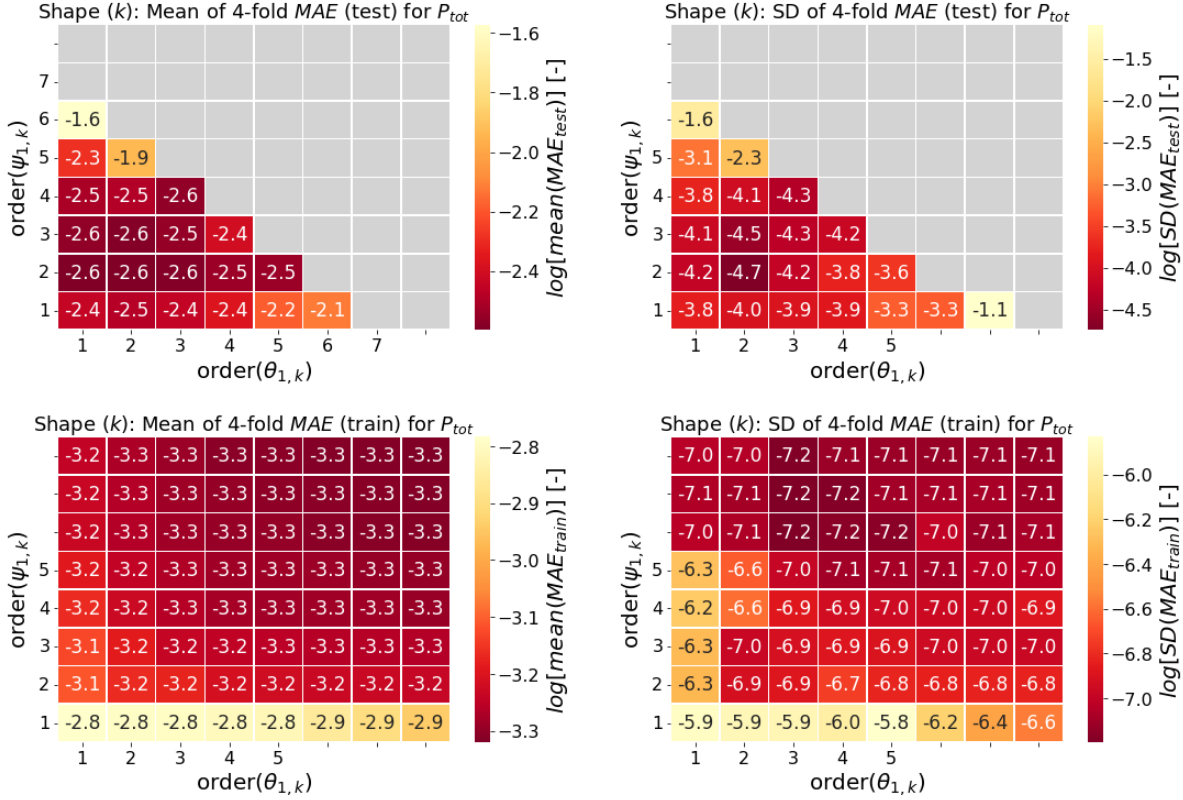 Shape (k): Mean of 4-fold MAE (test) for P_tot
7
6 -1.6
5 -2.3 -1.9
4 -2.5 -2.5 -2.6
3 -2.6 -2.6 -2.5 -2.4
2 -2.6 -2.6 -2.6 -2.5 -2.5
1 -2.4 -2.5 -2.4 -2.4 -2.2 -2.1
1 2 3 4 5 6 7
order(θ1,k)
order(ψ1,k)
−1.6
−1.8
−2.0
−2.2
−2.4
log[mean(MAEtest)] [-]
Shape (k): SD of 4-fold MAE (test) for P_tot
-1.6
5 -3.1 -2.3
4 -3.8 -4.1 -4.3
3 -4.1 -4.5 -4.3 -4.2
2 -4.2 -4.7 -4.2 -3.8 -3.6
1 -3.8 -4.0 -3.9 -3.9 -3.3 -3.3 -1.1
1 2 3 4 5
order(θ1,k)
order(ψ1,k)
−1.5
−2.0
−2.5
−3.0
−3.5
−4.0
−4.5
log[SD(MAEtest)] [-]
Shape (k): Mean of 4-fold MAE (train) for P_tot
-3.2 -3.3 -3.3 -3.3 -3.3 -3.3 -3.3 -3.3
-3.2 -3.3 -3.3 -3.3 -3.3 -3.3 -3.3 -3.3
-3.2 -3.3 -3.3 -3.3 -3.3 -3.3 -3.3 -3.3
5 -3.2 -3.2 -3.3 -3.3 -3.3 -3.3 -3.3 -3.3
4 -3.2 -3.2 -3.3 -3.3 -3.3 -3.3 -3.3 -3.3
3 -3.1 -3.2 -3.2 -3.3 -3.3 -3.3 -3.3 -3.3
2 -3.1 -3.2 -3.2 -3.2 -3.2 -3.2 -3.2 -3.2
1 -2.8 -2.8 -2.8 -2.8 -2.8 -2.9 -2.9 -2.9
1 2 3 4 5
order(θ1,k)
order(ψ1,k)
−2.8
−2.9
−3.0
−3.1
−3.2
−3.3
log[mean(MAEtrain)] [-]
Shape (k): SD of 4-fold MAE (train) for P_tot
-7.0 -7.0 -7.2 -7.1 -7.1 -7.1 -7.1 -7.1
-7.1 -7.1 -7.2 -7.2 -7.1 -7.1 -7.1 -7.1
-7.0 -7.1 -7.2 -7.2 -7.2 -7.0 -7.1 -7.1
5 -6.3 -6.6 -7.0 -7.1 -7.1 -7.1 -7.0 -7.0
4 -6.2 -6.6 -6.9 -6.9 -7.0 -7.0 -7.0 -6.9
3 -6.3 -7.0 -6.9 -6.9 -6.9 -7.0 -7.0 -7.0
2 -6.3 -6.9 -6.9 -6.7 -6.8 -6.8 -6.8 -6.8
1 -5.9 -5.9 -5.9 -6.0 -5.8 -6.2 -6.4 -6.6
1 2 3 4 5
order(θ1,k)
order(ψ1,k)
−6.0
−6.2
−6.4
−6.6
−6.8
−7.0
log[SD(MAEtrain)] [-]